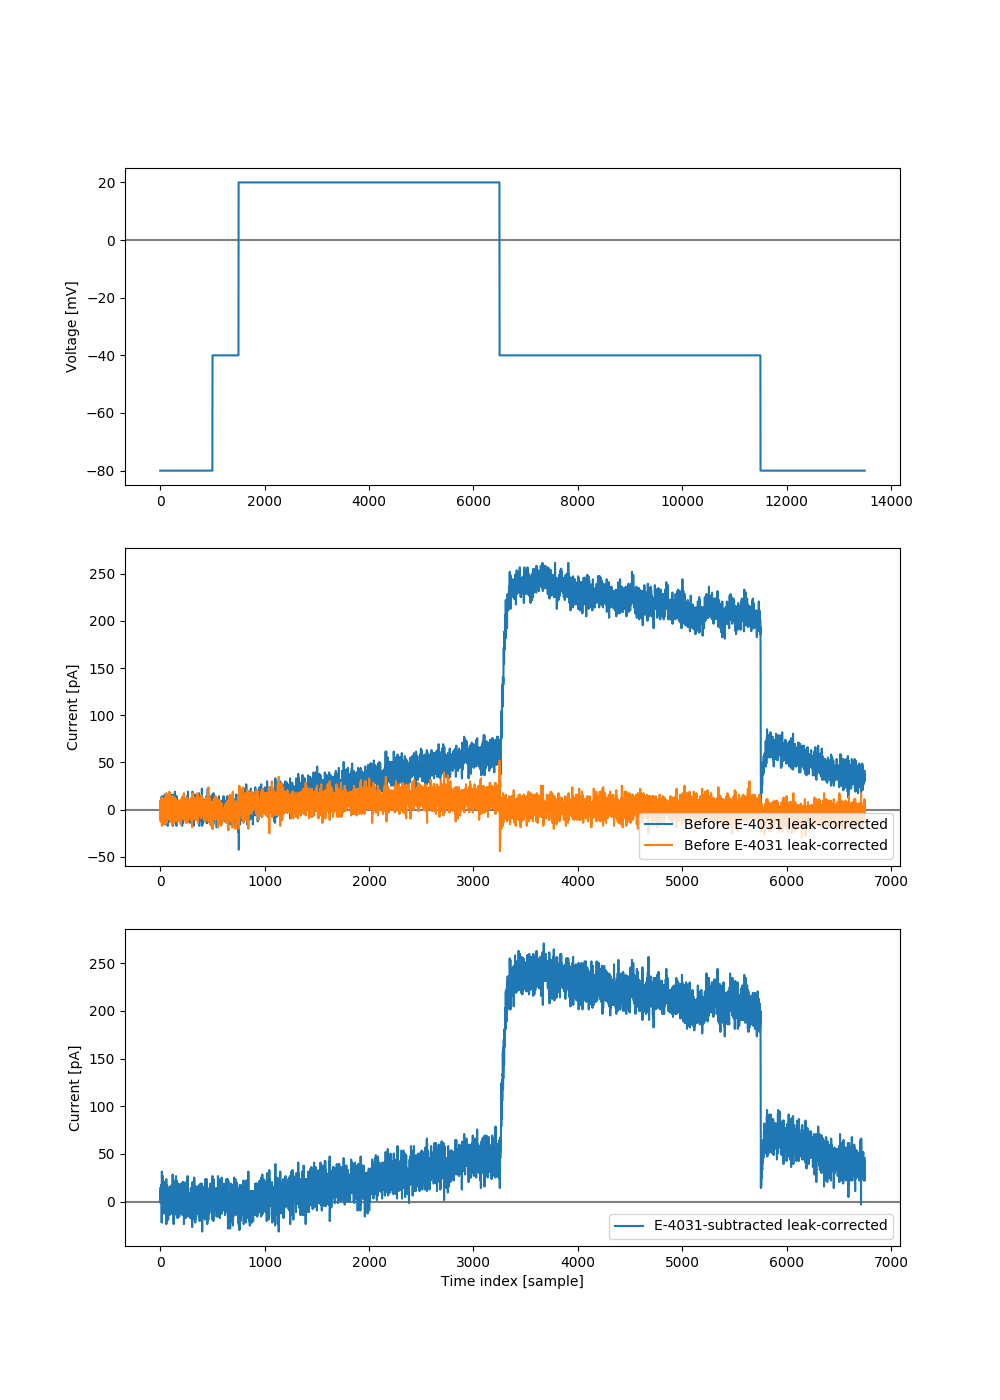 20
0
−20
−40
−60
−80
Voltage [mV]
0 2000 4000 6000 8000 10000 12000 14000
250
200
150
100
50
0
−50
Current [pA]
Before E-4031 leak-corrected
Before E-4031 leak-corrected
0 1000 2000 3000 4000 5000 6000 7000
250
200
150
100
50
0
Current [pA]
E-4031-subtracted leak-corrected
0 1000 2000 3000 4000 5000 6000 7000
Time index [sample]